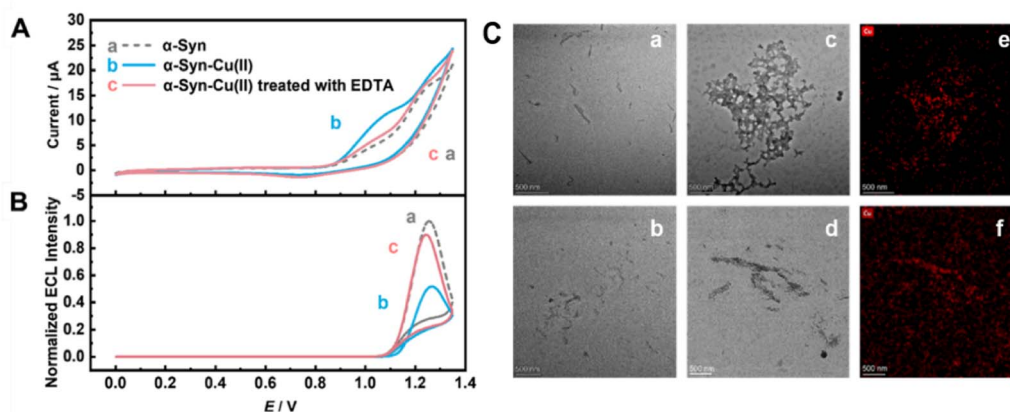 A
30
25
20
15
10
5
0
-5
Current / μA
a α-Syn
b α-Syn-Cu(II)
c α-Syn-Cu(II) treated with EDTA
b
c a
B
1.0
0.8
0.6
0.4
0.2
0.0
Normalized ECL Intensity
a
c
b
0.0 0.2 0.4 0.6 0.8 1.0 1.2 1.4
E / V
C
a
500 nm
c
500 nm
Cu
e
500 nm
b
500 nm
d
500 nm
Cu
f
500 nm